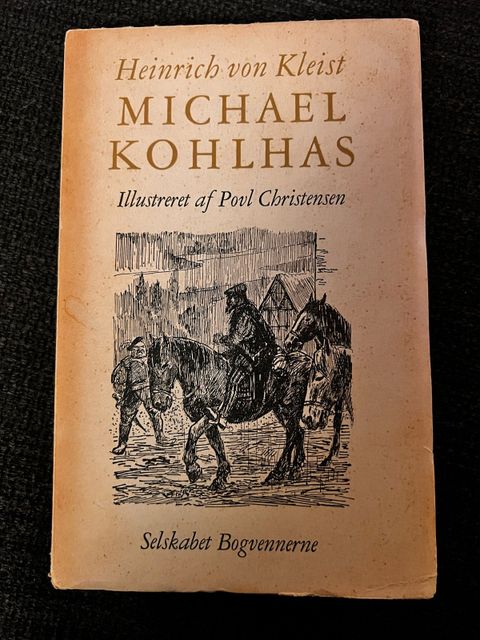 Heinrich von Kleist
MICHAEL
KOHLHAS
Illustreret af Povl Christensen
Selskabet Bogvennerne